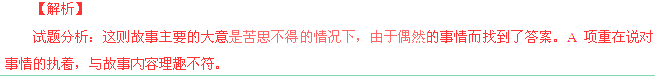 【解析】
试题分析：这则故事主要的大意是苦思不得的情况下，由于偶然的事情而找到了答案。A 项重在说对
事情的执着，与故事内容理趣不符。